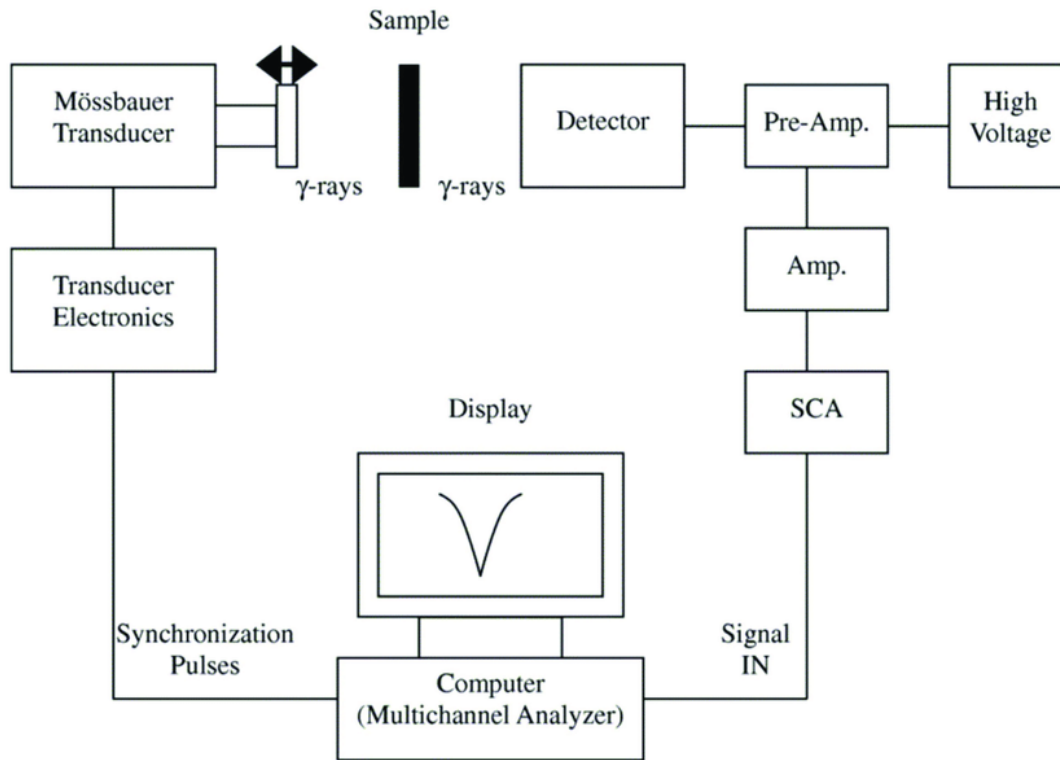 Sample
Mössbauer
Transducer
Detector
Pre-Amp.
High
Voltage
γ-rays
γ-rays
Transducer
Electronics
Amp.
SCA
Display
Synchronization
Pulses
Signal
IN
Computer
(Multichannel Analyzer)